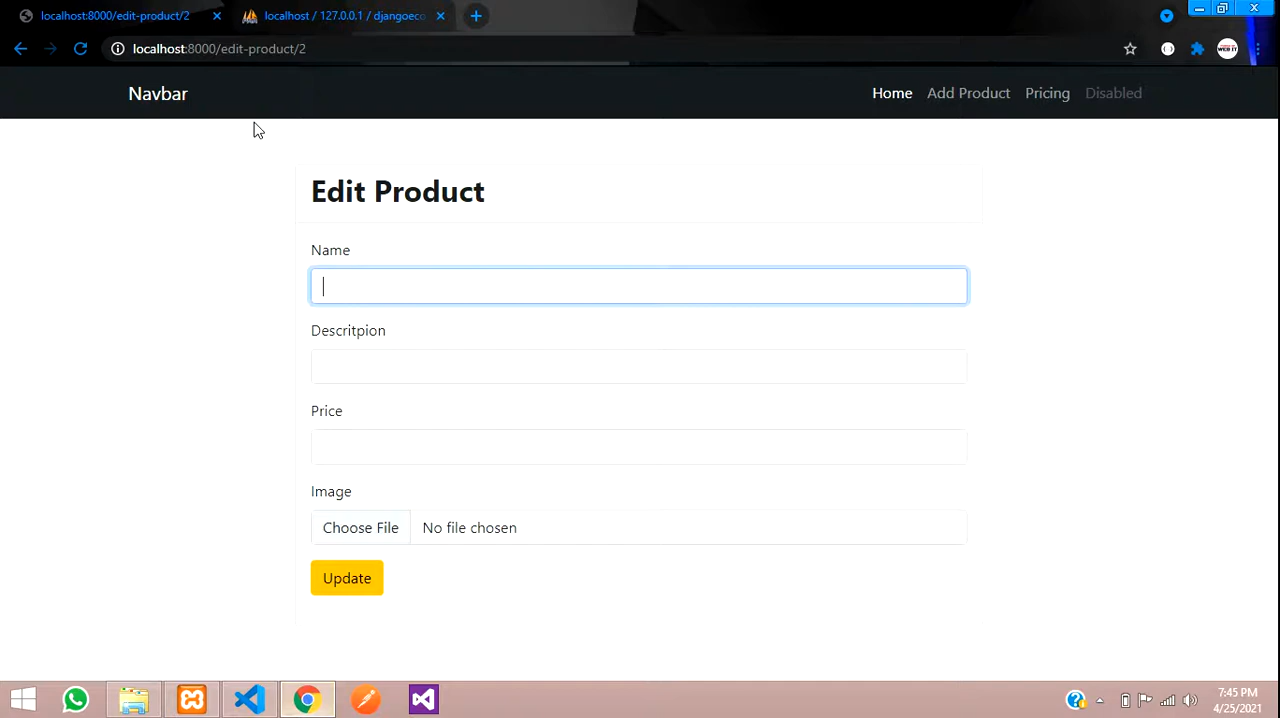 localhost:8000/edit-product/2
localhost / 127.0.0.1 / djangoeco
localhost:8000/edit-product/2
WEB IT
Navbar
Home
Add Product
Pricing
Disabled
Edit Product
Name
Descritpion
Price
Image
Choose File
No file chosen
Update
7:45 PM
4/25/2021